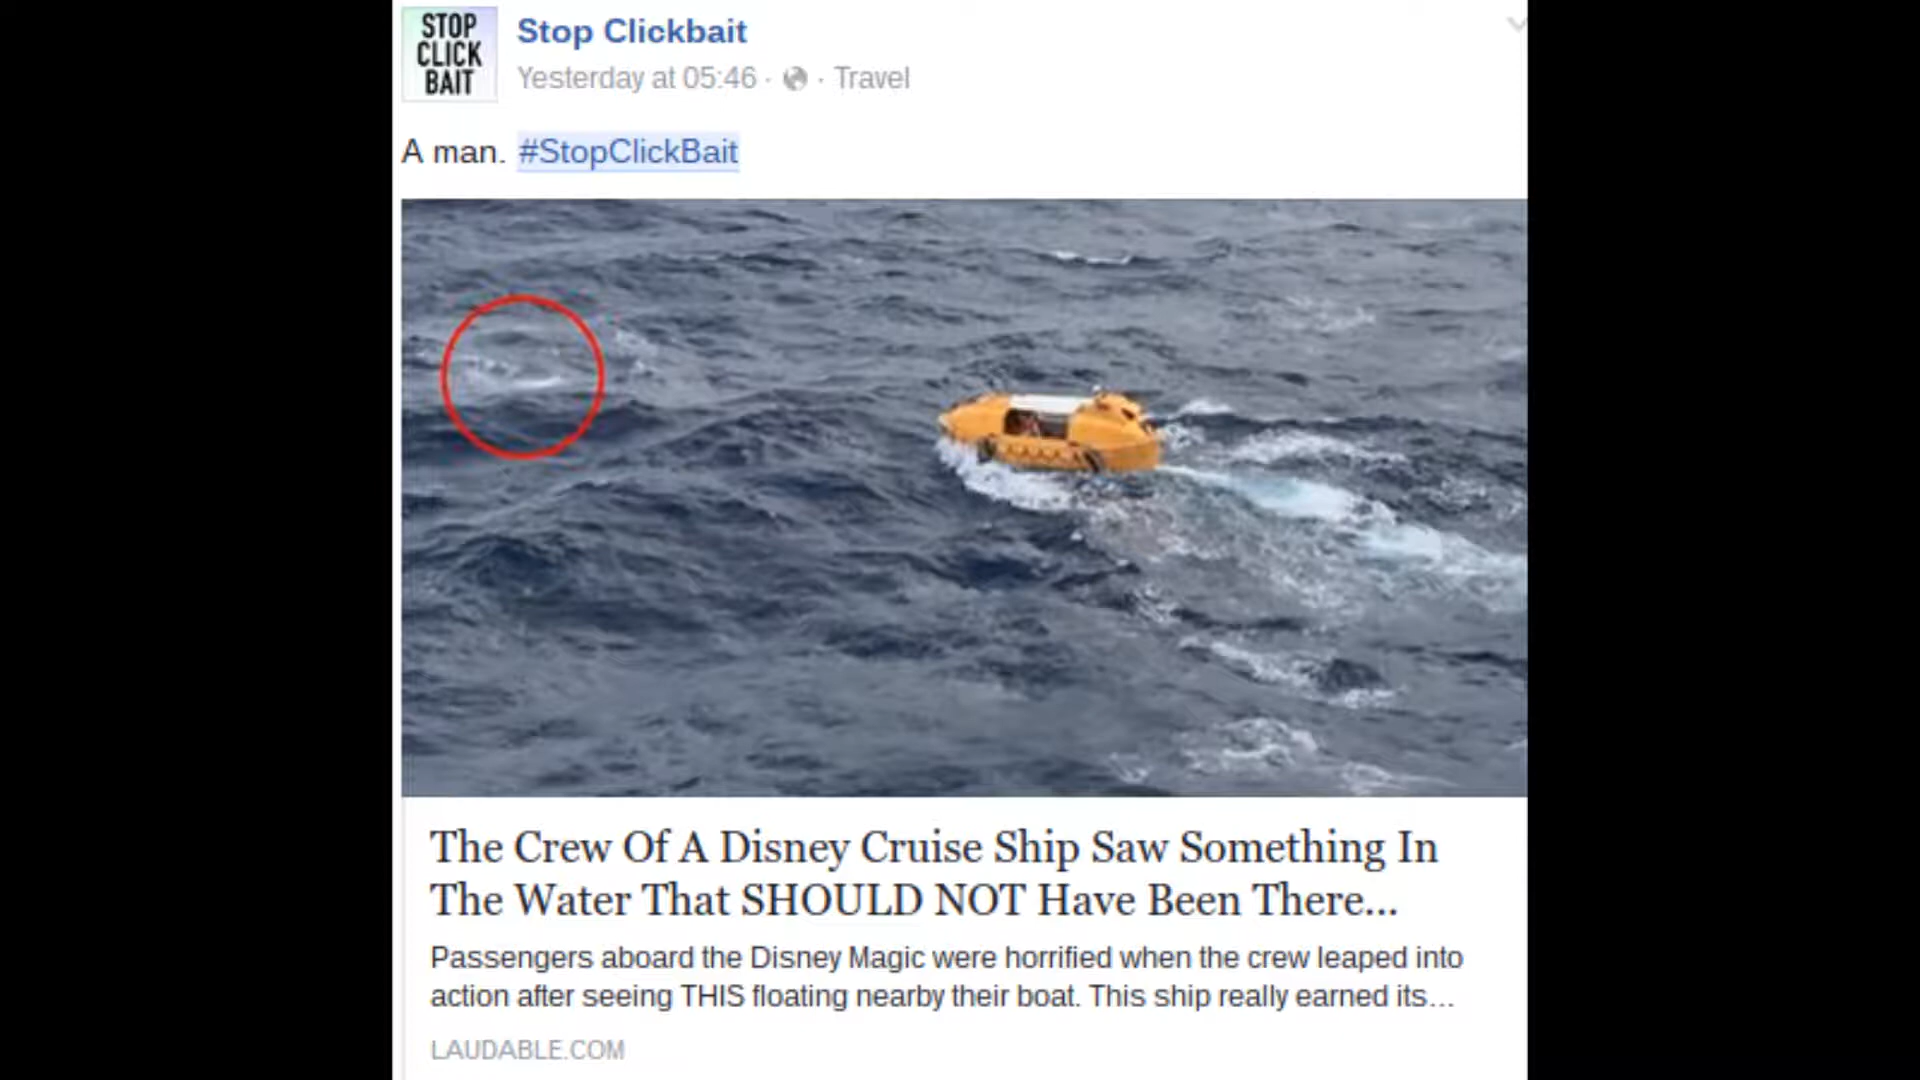 STOP
CLICK
BAIT
Stop Clickbait
Yesterday at 05:46 · · Travel
A man. #StopClickBait
The Crew Of A Disney Cruise Ship Saw Something In
The Water That SHOULD NOT Have Been There...
Passengers aboard the Disney Magic were horrified when the crew leaped into
action after seeing THIS floating nearby their boat. This ship really earned its...
LAUDABLE.COM